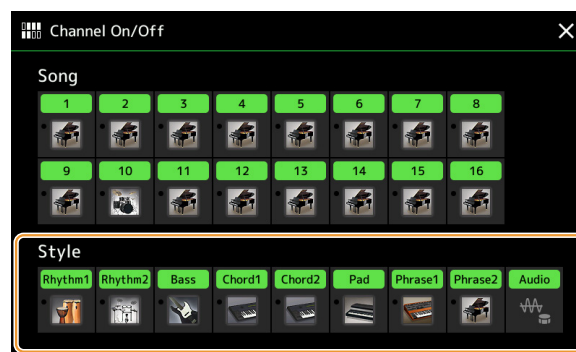 Channel On/Off
Song
1 2 3 4 5 6 7 8
9 10 11 12 13 14 15 16
Style
Rhythm1 Rhythm2 Bass Chord1 Chord2 Pad Phrase1 Phrase2 Audio